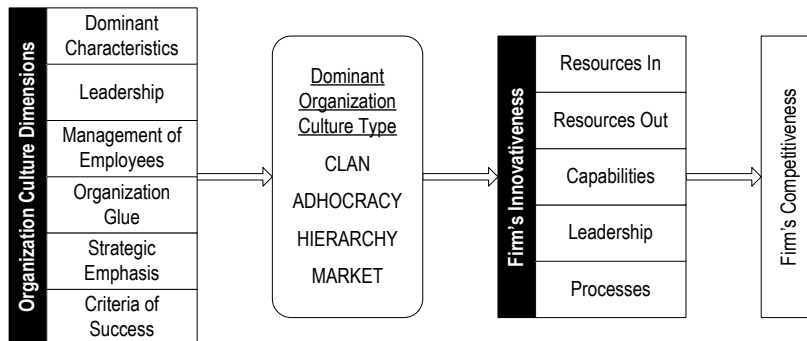 Organization Culture Dimensions
Dominant
Characteristics
Leadership
Management of
Employees
Organization
Glue
Strategic
Emphasis
Criteria of
Success
Dominant
Organization
Culture Type
CLAN
ADHOCRACY
HIERARCHY
MARKET
Firm's Innovativeness
Resources In
Resources Out
Capabilities
Leadership
Processes
Firm's Competitiveness